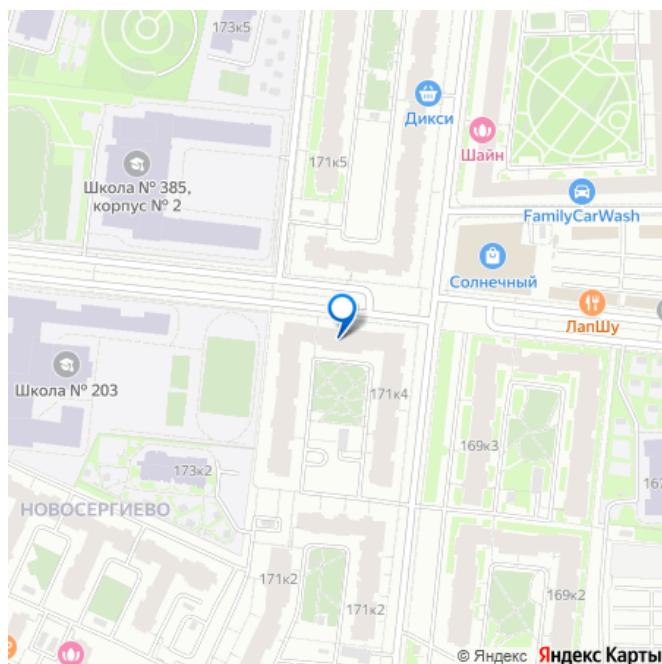 173к5
Дикси
Шайн
171к5
Школа № 385,
корпус № 2
FamilyCarWash
Солнечный
ЛапШу
Школа № 203
171к4
169к3
173к2
167
НОВОСЕРГИЕВО
171к2
171к2
169к2
© Яндекс Яндекс Карты